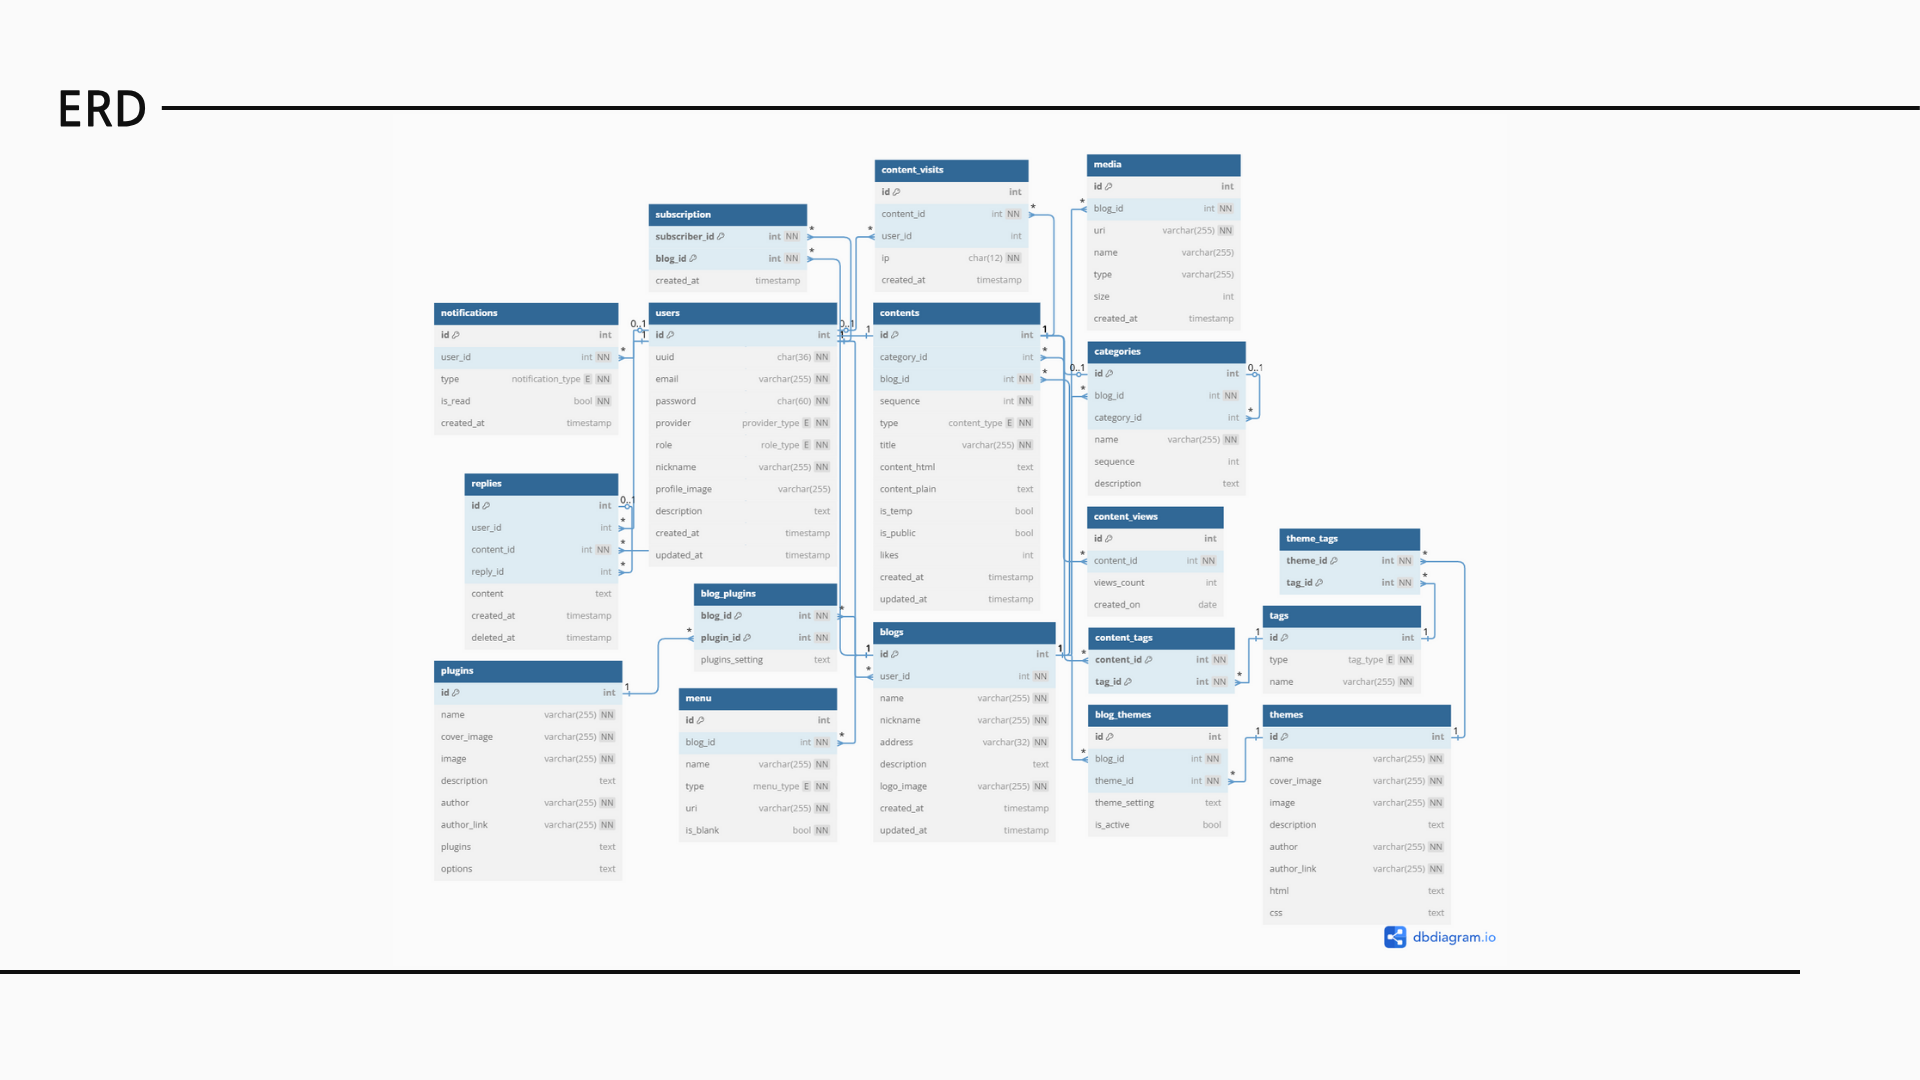 ERD
content_visits
id int
content_id int NN
user_id int
ip char(12) NN
created_at timestamp
media
id int
blog_id int NN
uri varchar(255) NN
name varchar(255)
type varchar(255)
size int
created_at timestamp
subscription
subscriber_id int NN
blog_id int NN
created_at timestamp
notifications
id int
user_id int NN
type notification_type E NN
is_read bool NN
created_at timestamp
users
id int
uuid char(36) NN
email varchar(255) NN
password char(60) NN
provider provider_type E NN
role role_type E NN
nickname varchar(255) NN
profile_image varchar(255)
description text
created_at timestamp
updated_at timestamp
contents
id int
category_id int
blog_id int NN
sequence int NN
type content_type E NN
title varchar(255) NN
content_html text
content_plain text
is_temp bool
is_public bool
likes int
created_at timestamp
updated_at timestamp
categories
id int
blog_id int NN
category_id int
name varchar(255) NN
sequence int
description text
replies
id int
user_id int
content_id int NN
reply_id int
content text
created_at timestamp
deleted_at timestamp
content_views
id int
content_id int NN
views_count int
created_on date
theme_tags
theme_id int NN
tag_id int NN
blog_plugins
blog_id int NN
plugin_id int NN
plugins_setting text
blogs
id int
user_id int NN
name varchar(255) NN
nickname varchar(255) NN
address varchar(32) NN
description text
logo_image varchar(255) NN
created_at timestamp
updated_at timestamp
content_tags
content_id int NN
tag_id int NN
tags
id int
type tag_type E NN
name varchar(255) NN
plugins
id int
name varchar(255) NN
cover_image varchar(255) NN
image varchar(255) NN
description text
author varchar(255) NN
author_link varchar(255) NN
plugins text
options text
menu
id int
blog_id int NN
name varchar(255) NN
type menu_type E NN
uri varchar(255) NN
is_blank bool NN
blog_themes
id int
blog_id int NN
theme_id int NN
theme_setting text
is_active bool
themes
id int
name varchar(255) NN
cover_image varchar(255) NN
image varchar(255) NN
description text
author varchar(255) NN
author_link varchar(255) NN
html text
css text
dbdiagram.io